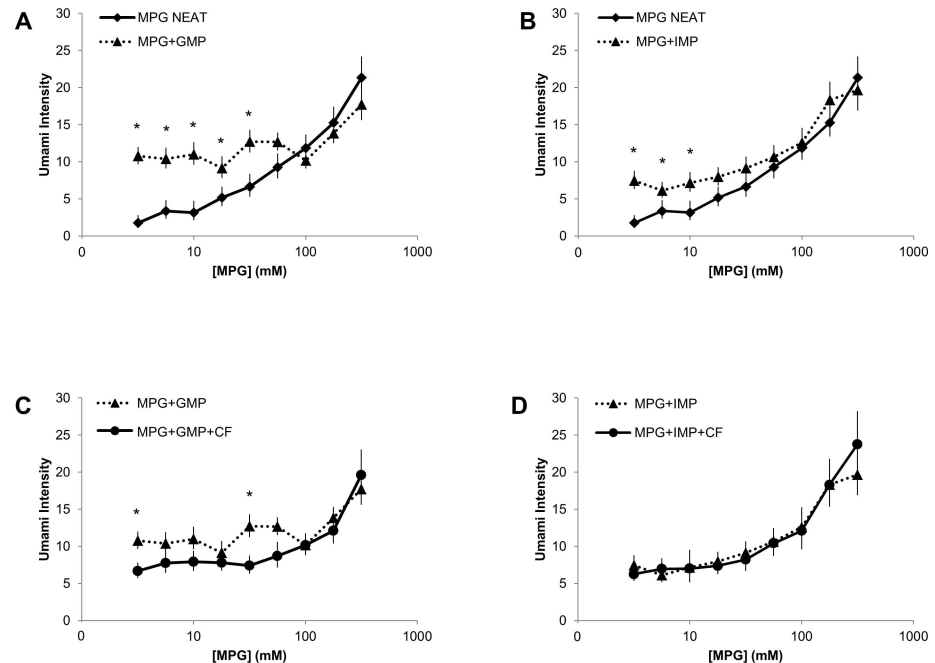 A
MPG NEAT
MPG+GMP
Umami Intensity
30
25
20
15
10
5
0
* * * * *
0 10 100 1000
[MPG] (mM)
B
MPG NEAT
MPG+IMP
Umami Intensity
30
25
20
15
10
5
0
* * *
0 10 100 1000
[MPG] (mM)
C
MPG+GMP
MPG+GMP+CF
Umami Intensity
30
25
20
15
10
5
0
* *
0 10 100 1000
[MPG] (mM)
D
MPG+IMP
MPG+IMP+CF
Umami Intensity
30
25
20
15
10
5
0
0 10 100 1000
[MPG] (mM)